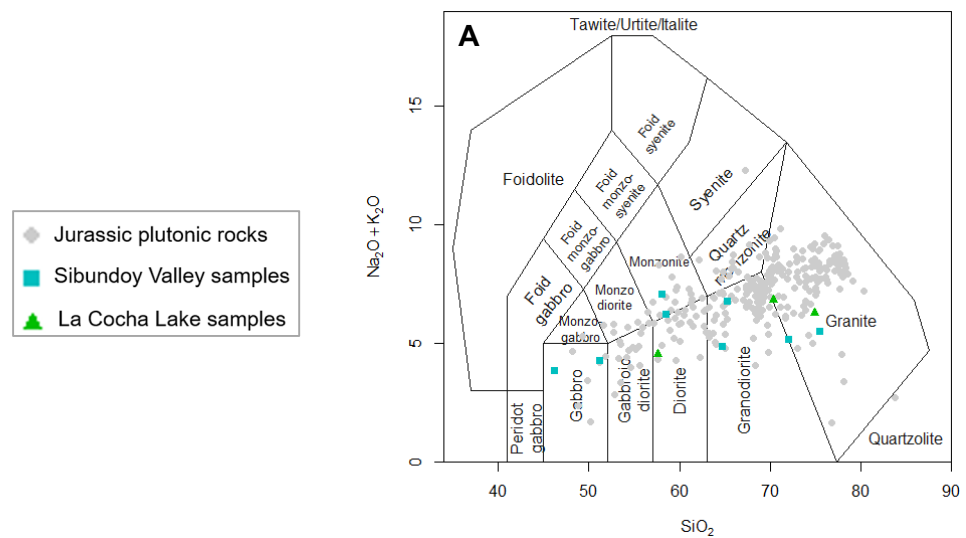 Jurassic plutonic rocks
Sibundoy Valley samples
La Cocha Lake samples
A
Tawite/Urtite/Italite
Foid
syenite
Foidolite
Foid
monzo-
syenite
Syenite
Foid
monzo-
gabbro
Monzonite
Quartz
monzonite
Foid
gabbro
Monzo
diorite
Monzo-
gabbro
Granite
Peridot
gabbro
Gabbro
Gabbroic
diorite
Diorite
Granodiorite
Quartzolite
Na₂O + K₂O
0
5
10
15
40
50
60
70
80
90
SiO₂